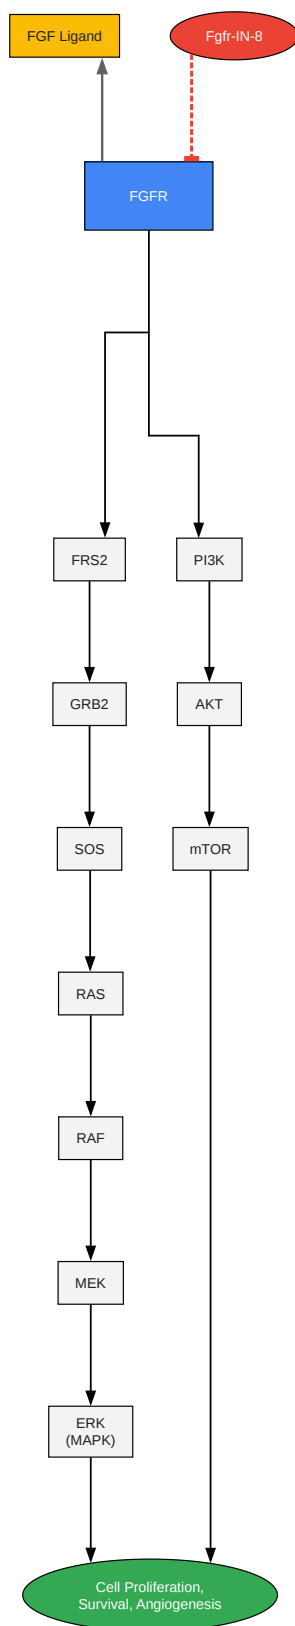 FGF Ligand
Fgfr-IN-8
FGFR
FRS2
PI3K
GRB2
AKT
SOS
mTOR
RAS
RAF
MEK
ERK
(MAPK)
Cell Proliferation,
Survival, Angiogenesis